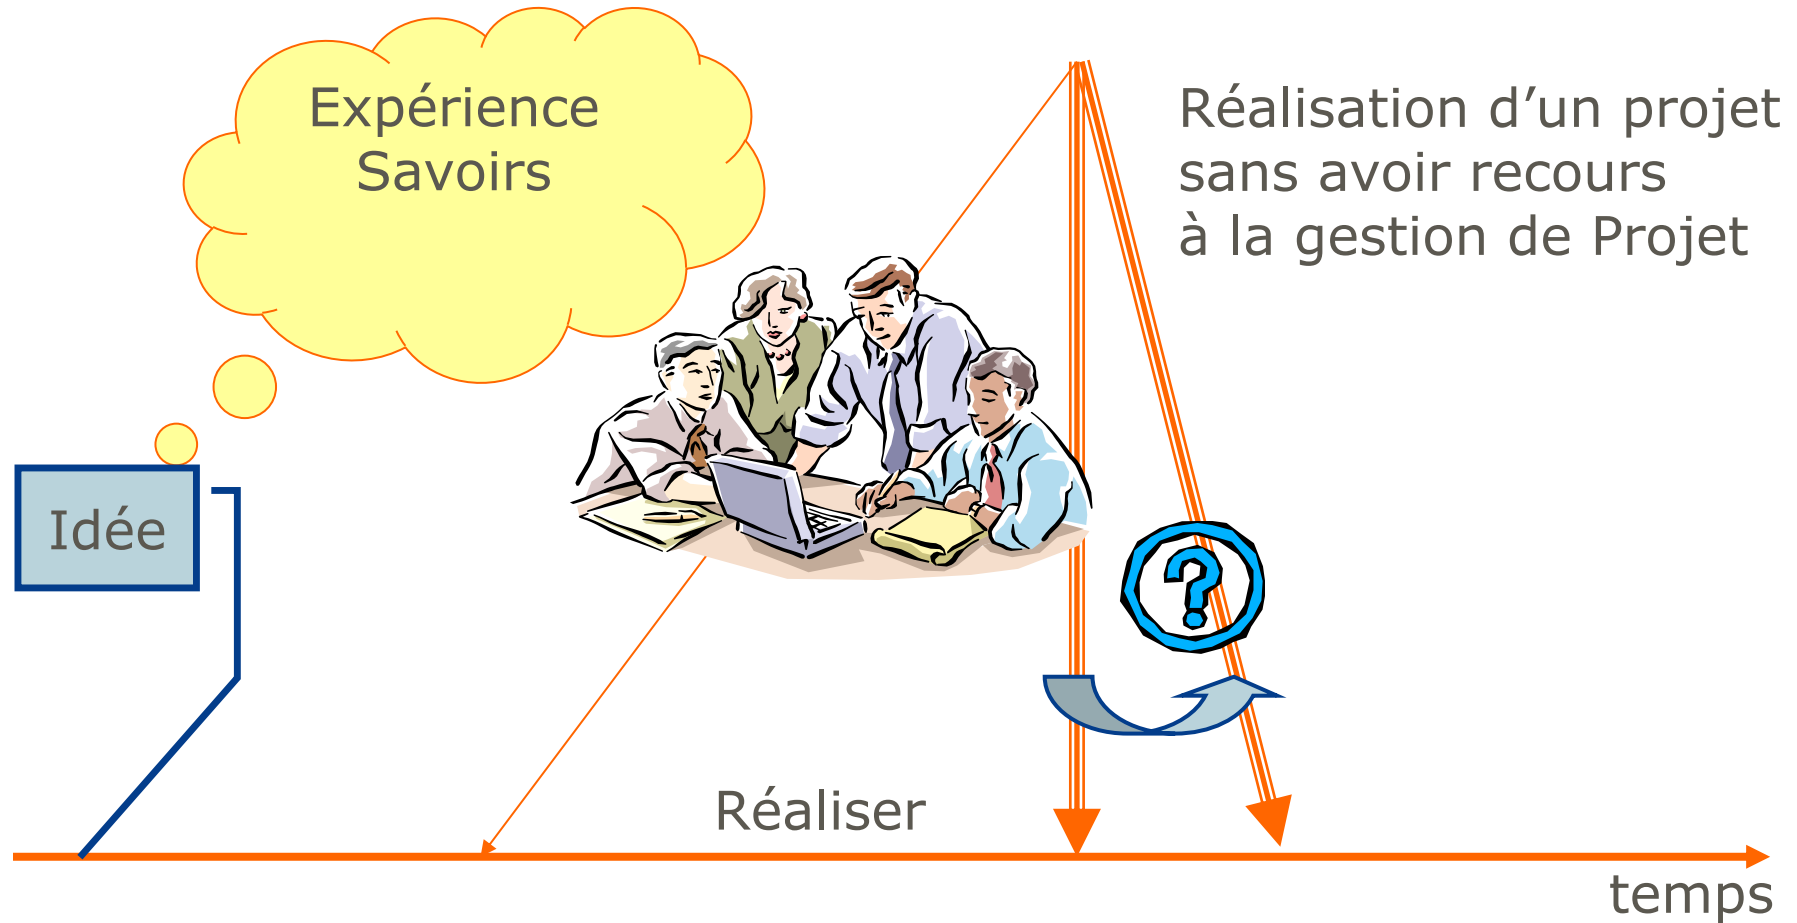 Expérience
Savoirs
Réalisation d’un projet
sans avoir recours
à la gestion de Projet
Idée
?
Réaliser
temps